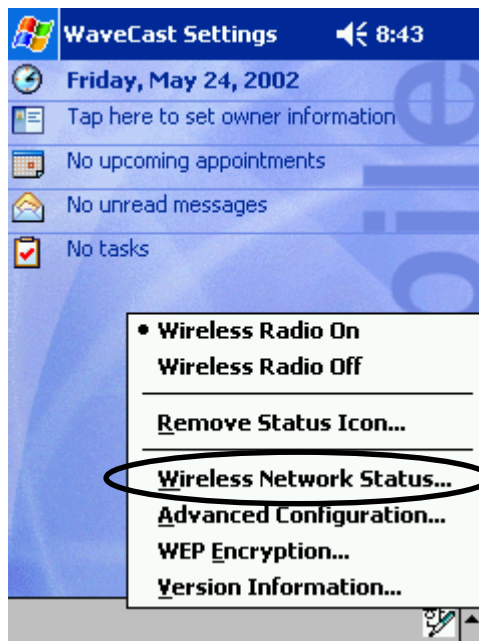 WaveCast Settings 8:43
Friday, May 24, 2002
Tap here to set owner information
No upcoming appointments
No unread messages
No tasks
Wireless Radio On
Wireless Radio Off
Remove Status Icon...
Wireless Network Status...
Advanced Configuration...
WEP Encryption...
Version Information...